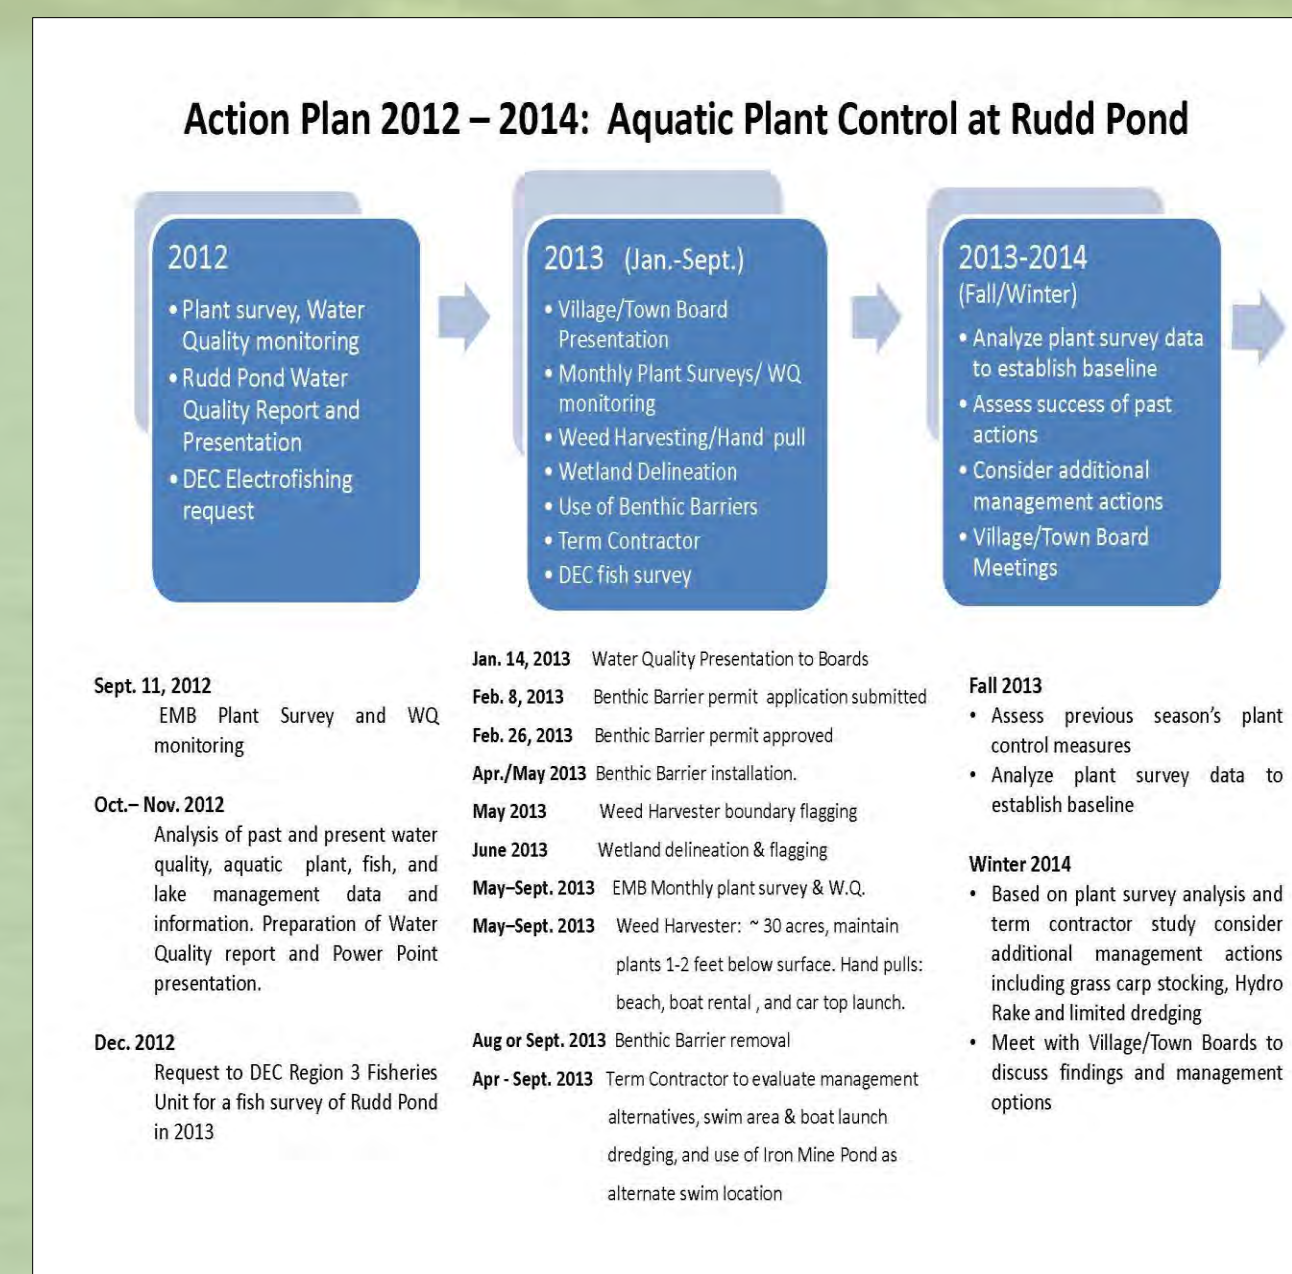 Action Plan 2012 – 2014: Aquatic Plant Control at Rudd Pond
2012
• Plant survey, Water
Quality monitoring
• Rudd Pond Water
Quality Report and
Presentation
• DEC Electrofishing
request
2013 (Jan.-Sept.)
• Village/Town Board
Presentation
• Monthly Plant Surveys/ WQ
monitoring
• Weed Harvesting/Hand pull
• Wetland Delineation
• Use of Benthic Barriers
• Term Contractor
• DEC fish survey
2013-2014
(Fall/Winter)
• Analyze plant survey data
to establish baseline
• Assess success of past
actions
• Consider additional
management actions
• Village/Town Board
Meetings
Sept. 11, 2012
EMB Plant Survey and WQ
monitoring
Oct.– Nov. 2012
Analysis of past and present water
quality, aquatic plant, fish, and
lake management data and
information. Preparation of Water
Quality report and Power Point
presentation.
Dec. 2012
Request to DEC Region 3 Fisheries
Unit for a fish survey of Rudd Pond
in 2013
Jan. 14, 2013 Water Quality Presentation to Boards
Feb. 8, 2013 Benthic Barrier permit application submitted
Feb. 26, 2013 Benthic Barrier permit approved
Apr./May 2013 Benthic Barrier installation.
May 2013 Weed Harvester boundary flagging
June 2013 Wetland delineation & flagging
May–Sept. 2013 EMB Monthly plant survey & W.Q.
May–Sept. 2013 Weed Harvester: ~ 30 acres, maintain
plants 1-2 feet below surface. Hand pulls:
beach, boat rental , and car top launch.
Aug or Sept. 2013 Benthic Barrier removal
Apr - Sept. 2013 Term Contractor to evaluate management
alternatives, swim area & boat launch
dredging, and use of Iron Mine Pond as
alternate swim location
Fall 2013
• Assess previous season's plant
control measures
• Analyze plant survey data to
establish baseline
Winter 2014
• Based on plant survey analysis and
term contractor study consider
additional management actions
including grass carp stocking, Hydro
Rake and limited dredging
• Meet with Village/Town Boards to
discuss findings and management
options